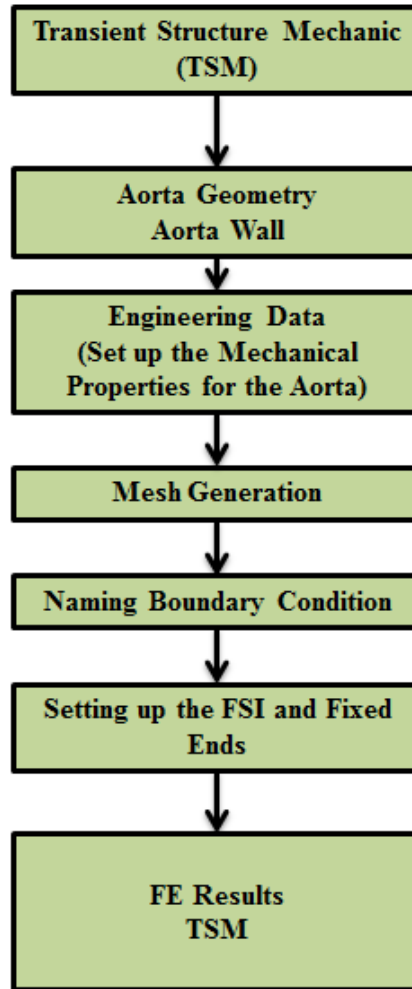 Transient Structure Mechanic
(TSM)
Aorta Geometry
Aorta Wall
Engineering Data
(Set up the Mechanical
Properties for the Aorta)
Mesh Generation
Naming Boundary Condition
Setting up the FSI and Fixed
Ends
FE Results
TSM